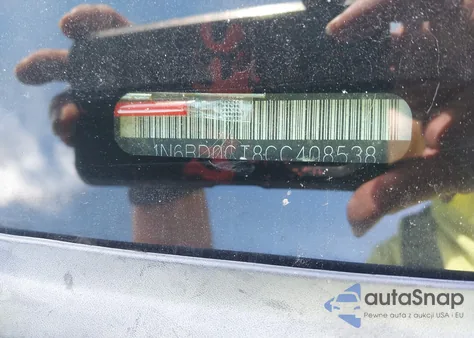 1N6BD0CT8CC408538
autaSnap
Pewne auta z aukcji USA - EU